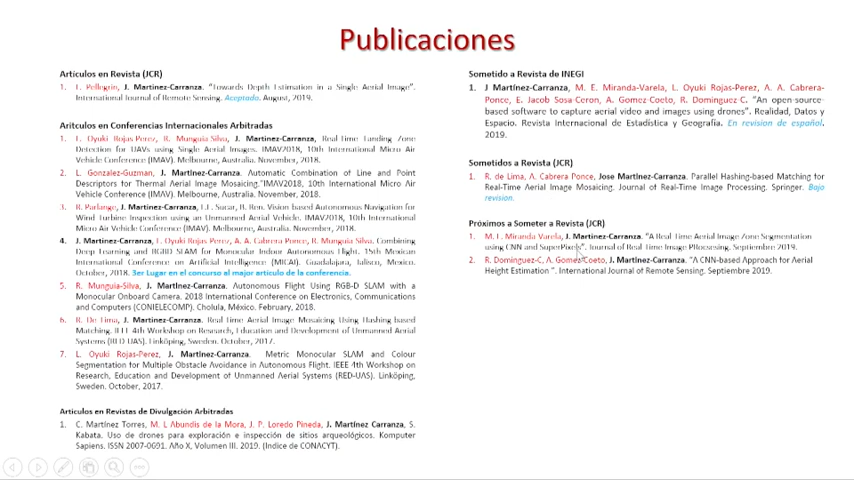 Publicaciones
Artículos en Revista (JCR)
1. L. Pellegrin, J. Martinez-Carranza. "Towards Depth Estimation in a Single Aerial Image".
International Journal of Remote Sensing. Aceptado. August, 2019.
Aritculos en Conferencias Internacionales Arbitradas
1. L. Oyuki Rojas-Perez, R. Munguia Silva, J. Martinez-Carranza, Real-Time Landing Zone
Detection for UAVs using Single Aerial Images. IMAV2018, 10th International Micro Air
Vehicle Conference (IMAV). Melbourne, Australia. November, 2018.
2. L. Gonzalez-Guzman, J. Martinez-Carranza. Automatic Combination of Line and Point
Descriptors for Thermal Aerial Image Mosaicing."IMAV2018, 10th International Micro Air
Vehicle Conference (IMAV). Melbourne, Australia. November, 2018.
3. R. Parlange, J. Martinez-Carranza, L.E. Sucar, B. Ren. Vision based Autonomous Navigation for
Wind Turbine Inspection using an Unmanned Aerial Vehicle. IMAV2018, 10th International
Micro Air Vehicle Conference (IMAV). Melbourne, Australia. November, 2018.
4. J. Martinez-Carranza, L. Oyuki Rojas Perez, A. A. Cabrera Ponce, R. Munguia Silva. Combining
Deep Learning and RGBD SLAM for Monocular Indoor Autonomous Flight. 15th Mexican
International Conference on Artificial Intelligence (MICAI). Guadalajara, Jalisco, Mexico.
October, 2018. 3er Lugar en el concurso al major artículo de la conferencia.
5. R. Munguia-Silva, J. Martinez-Carranza. Autonomous Flight Using RGB-D SLAM with a
Monocular Onboard Camera. 2018 International Conference on Electronics, Communications
and Computers (CONIELECOMP). Cholula, México. February, 2018.
6. R. De Lima, J. Martinez-Carranza. Real Time Aerial Image Mosaicing Using Hashing based
Matching. IEEE 4th Workshop on Research, Education and Development of Unmanned Aerial
Systems (RED UAS). Linköping, Sweden. October, 2017.
7. L. Oyuki Rojas-Perez, J. Martinez-Carranza. Metric Monocular SLAM and Colour
Segmentation for Multiple Obstacle Avoidance in Autonomous Flight. IEEE 4th Workshop on
Research, Education and Development of Unmanned Aerial Systems (RED-UAS). Linköping,
Sweden. October, 2017.
Artículos en Revistas de Divulgación Arbitradas
1. C. Martínez Torres, M. L Abundis de la Mora, J. P. Loredo Pineda, J. Martínez Carranza, S.
Kabata. Uso de drones para exploración e inspección de sitios arqueológicos. Komputer
Sapiens. ISSN 2007-0691. Año X, Volumen III. 2019. (Indice de CONACYT).
Sometido a Revista de INEGI
1. J Martínez-Carranza, M. E. Miranda-Varela, L. Oyuki Rojas-Perez, A. A. Cabrera-
Ponce, E. Jacob Sosa-Ceron, A. Gomez-Coeto, R. Dominguez-C. "An open-source-
based software to capture aerial video and images using drones". Realidad, Datos y
Espacio. Revista Internacional de Estadística y Geografía. En revision de español.
2019.
Sometidos a Revista (JCR)
1. R. de Lima, A. Cabrera Ponce, Jose Martinez-Carranza. Parallel Hashing-based Matching for
Real-Time Aerial Image Mosaicing. Journal of Real-Time Image Processing. Springer. Bajo
revision.
Próximos a Someter a Revista (JCR)
1. M. E. Miranda Varela, J. Martinez-Carranza. "A Real Time Aerial Image Zone Segmentation
using CNN and SuperPixels". Journal of Real Time Image PRocsesing. Septiembre 2019.
2. R. Dominguez-C, A. Gomez-Coeto, J. Martinez-Carranza. "A CNN-based Approach for Aerial
Height Estimation ". International Journal of Remote Sensing. Septiembre 2019.